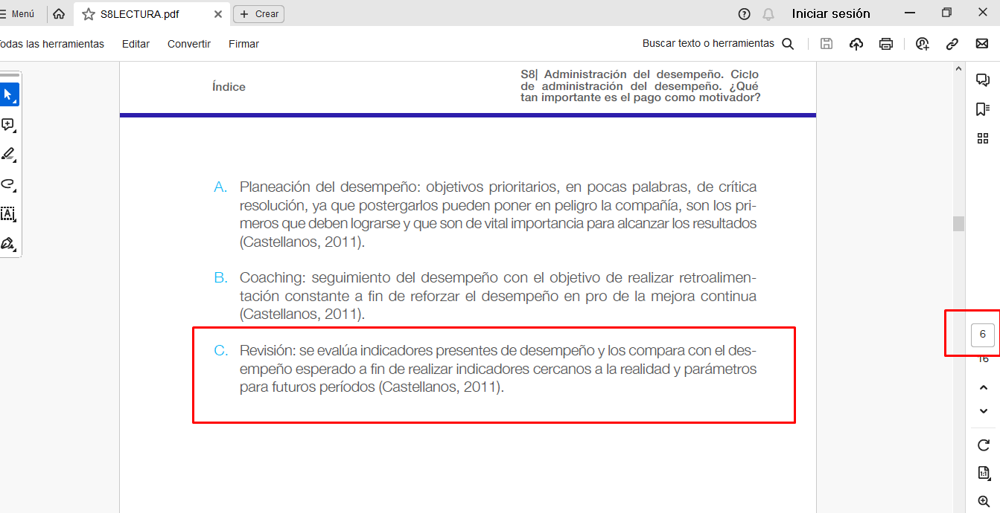 Menú
S8LECTURA.pdf
Crear
Iniciar sesión
odas las herramientas
Editar
Convertir
Firmar
Buscar texto o herramientas
Índice
S8| Administración del desempeño. Ciclo
de administración del desempeño. ¿Qué
tan importante es el pago como motivador?
A. Planeación del desempeño: objetivos prioritarios, en pocas palabras, de crítica
resolución, ya que postergarlos pueden poner en peligro la compañía, son los pri-
meros que deben lograrse y que son de vital importancia para alcanzar los resultados
(Castellanos, 2011).
B. Coaching: seguimiento del desempeño con el objetivo de realizar retroalimen-
tación constante a fin de reforzar el desempeño en pro de la mejora continua
(Castellanos, 2011).
C. Revisión: se evalúa indicadores presentes de desempeño y los compara con el des-
empeño esperado a fin de realizar indicadores cercanos a la realidad y parámetros
para futuros períodos (Castellanos, 2011).
6
16